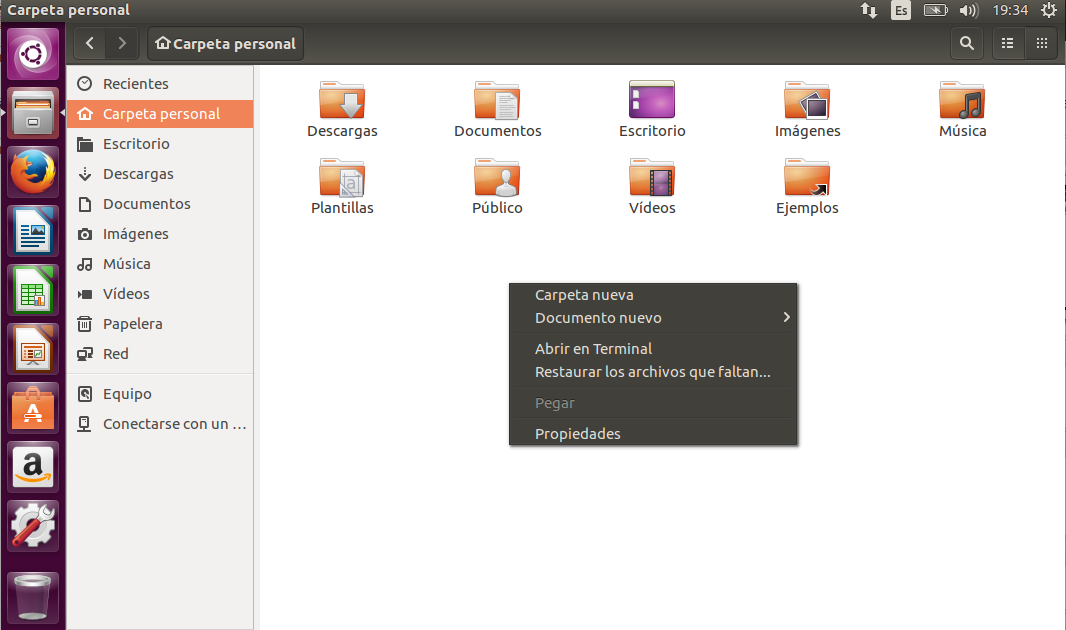 Carpeta personal
Es
19:34
Carpeta personal
Recientes
Carpeta personal
Escritorio
Descargas
Documentos
Imágenes
Música
Vídeos
Papelera
Red
Equipo
Conectarse con un …
Descargas
Documentos
Escritorio
Imágenes
Música
Plantillas
Público
Vídeos
Ejemplos
Carpeta nueva
Documento nuevo
Abrir en Terminal
Restaurar los archivos que faltan...
Pegar
Propiedades